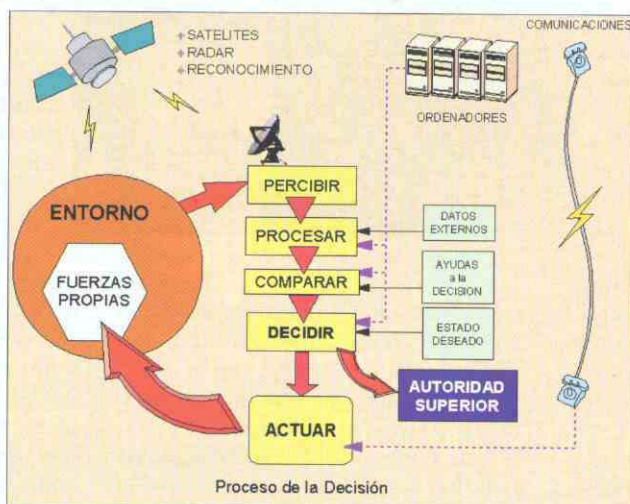 +SATELITES
+RADAR
+RECONOCIMIENTO
COMUNICACIONES
ORDENADORES
ENTORNO
FUERZAS
PROPIAS
PERCIBIR
PROCESAR
COMPARAR
DECIDIR
ACTUAR
DATOS
EXTERNOS
AYUDAS
a la
DECISION
ESTADO
DESEADO
AUTORIDAD
SUPERIOR
Proceso de la Decisión